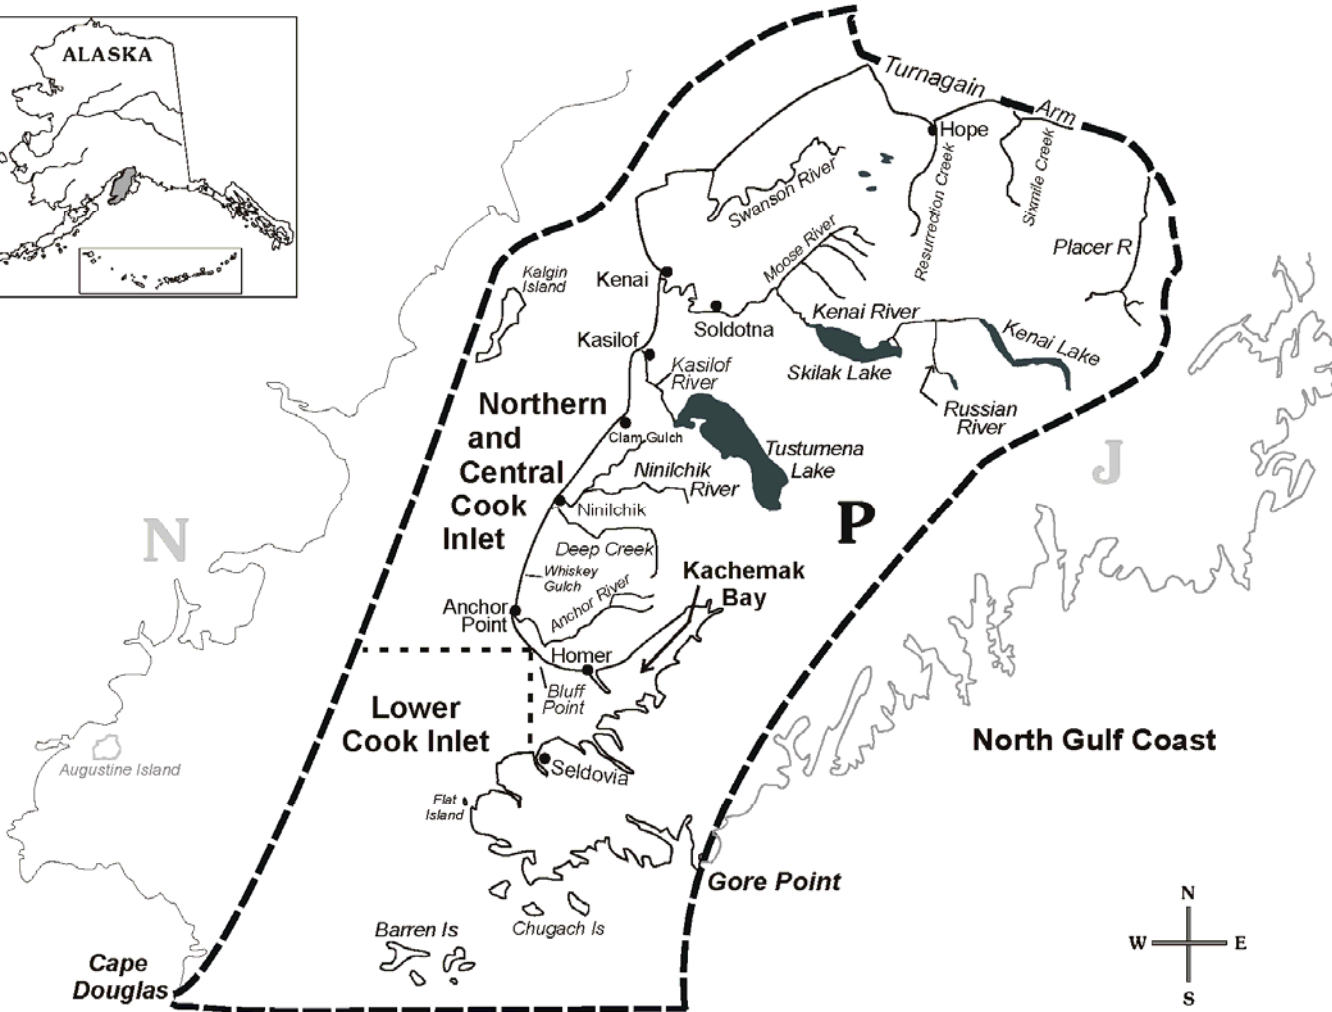 ALASKA
Turnagain
Arm
Hope
Swanson River
Resurrection Creek
Sixmile Creek
Moose River
Placer R
Kalgin
Island
Kenai
Soldotna
Kenai River
Kenai Lake
Kasilof
Kasilof
River
Skilak Lake
Russian
River
Northern
and
Central
Cook
Inlet
Clam Gulch
Tustumena
Lake
Ninilchik
River
Ninilchik
N
P
J
Deep Creek
Whiskey
Gulch
Anchor River
Kachemak
Bay
Anchor
Point
Homer
Bluff
Point
Lower
Cook Inlet
North Gulf Coast
Augustine Island
Seldovia
Flat
Island
Gore Point
Chugach Is
Barren Is
Cape
Douglas
N
W
E
S